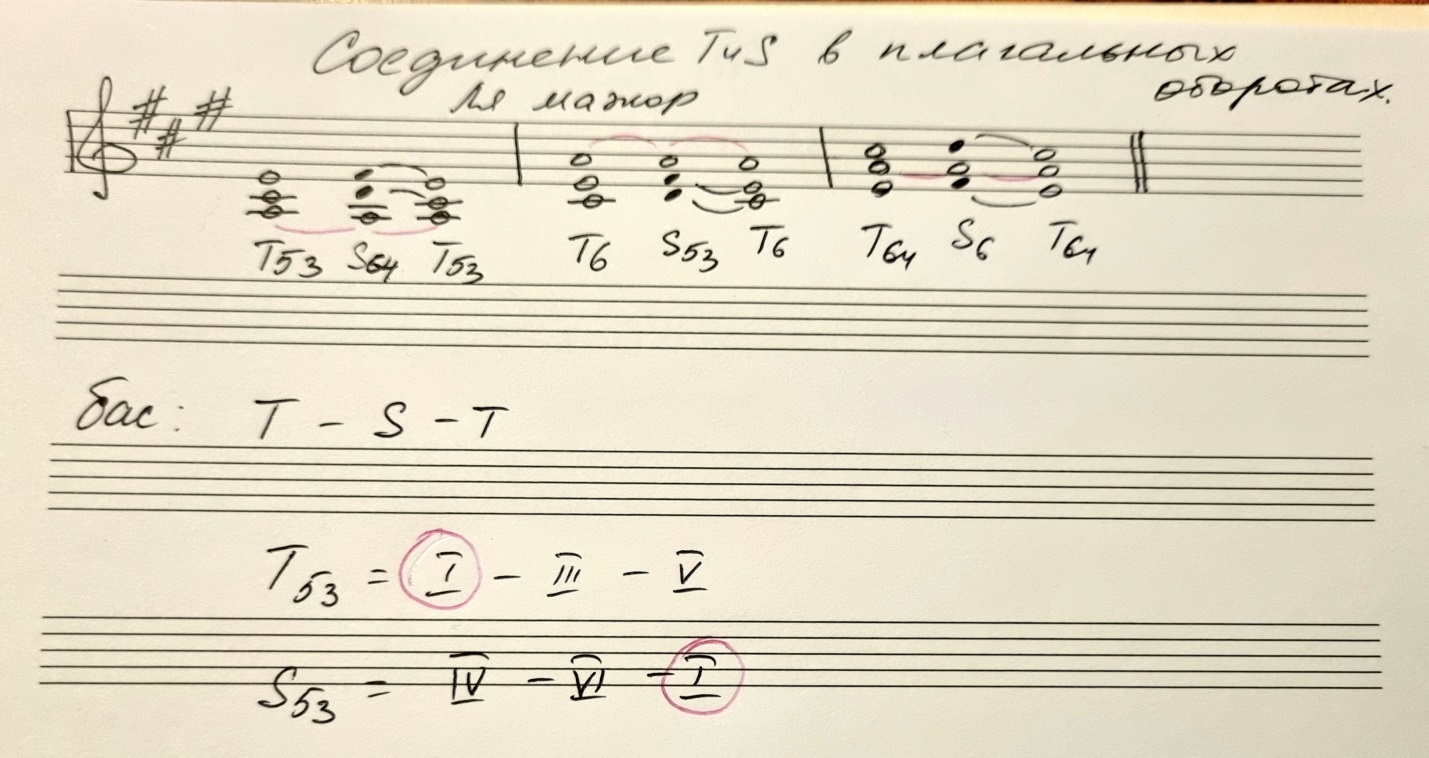 Соединение T и S в плагальных
оборотах.
Ля мажор
T53 S64 T53 T6 S53 T6 T64 S6 T64
бас: T - S - T
T53 = I - III - V
S53 = IV - VI - I